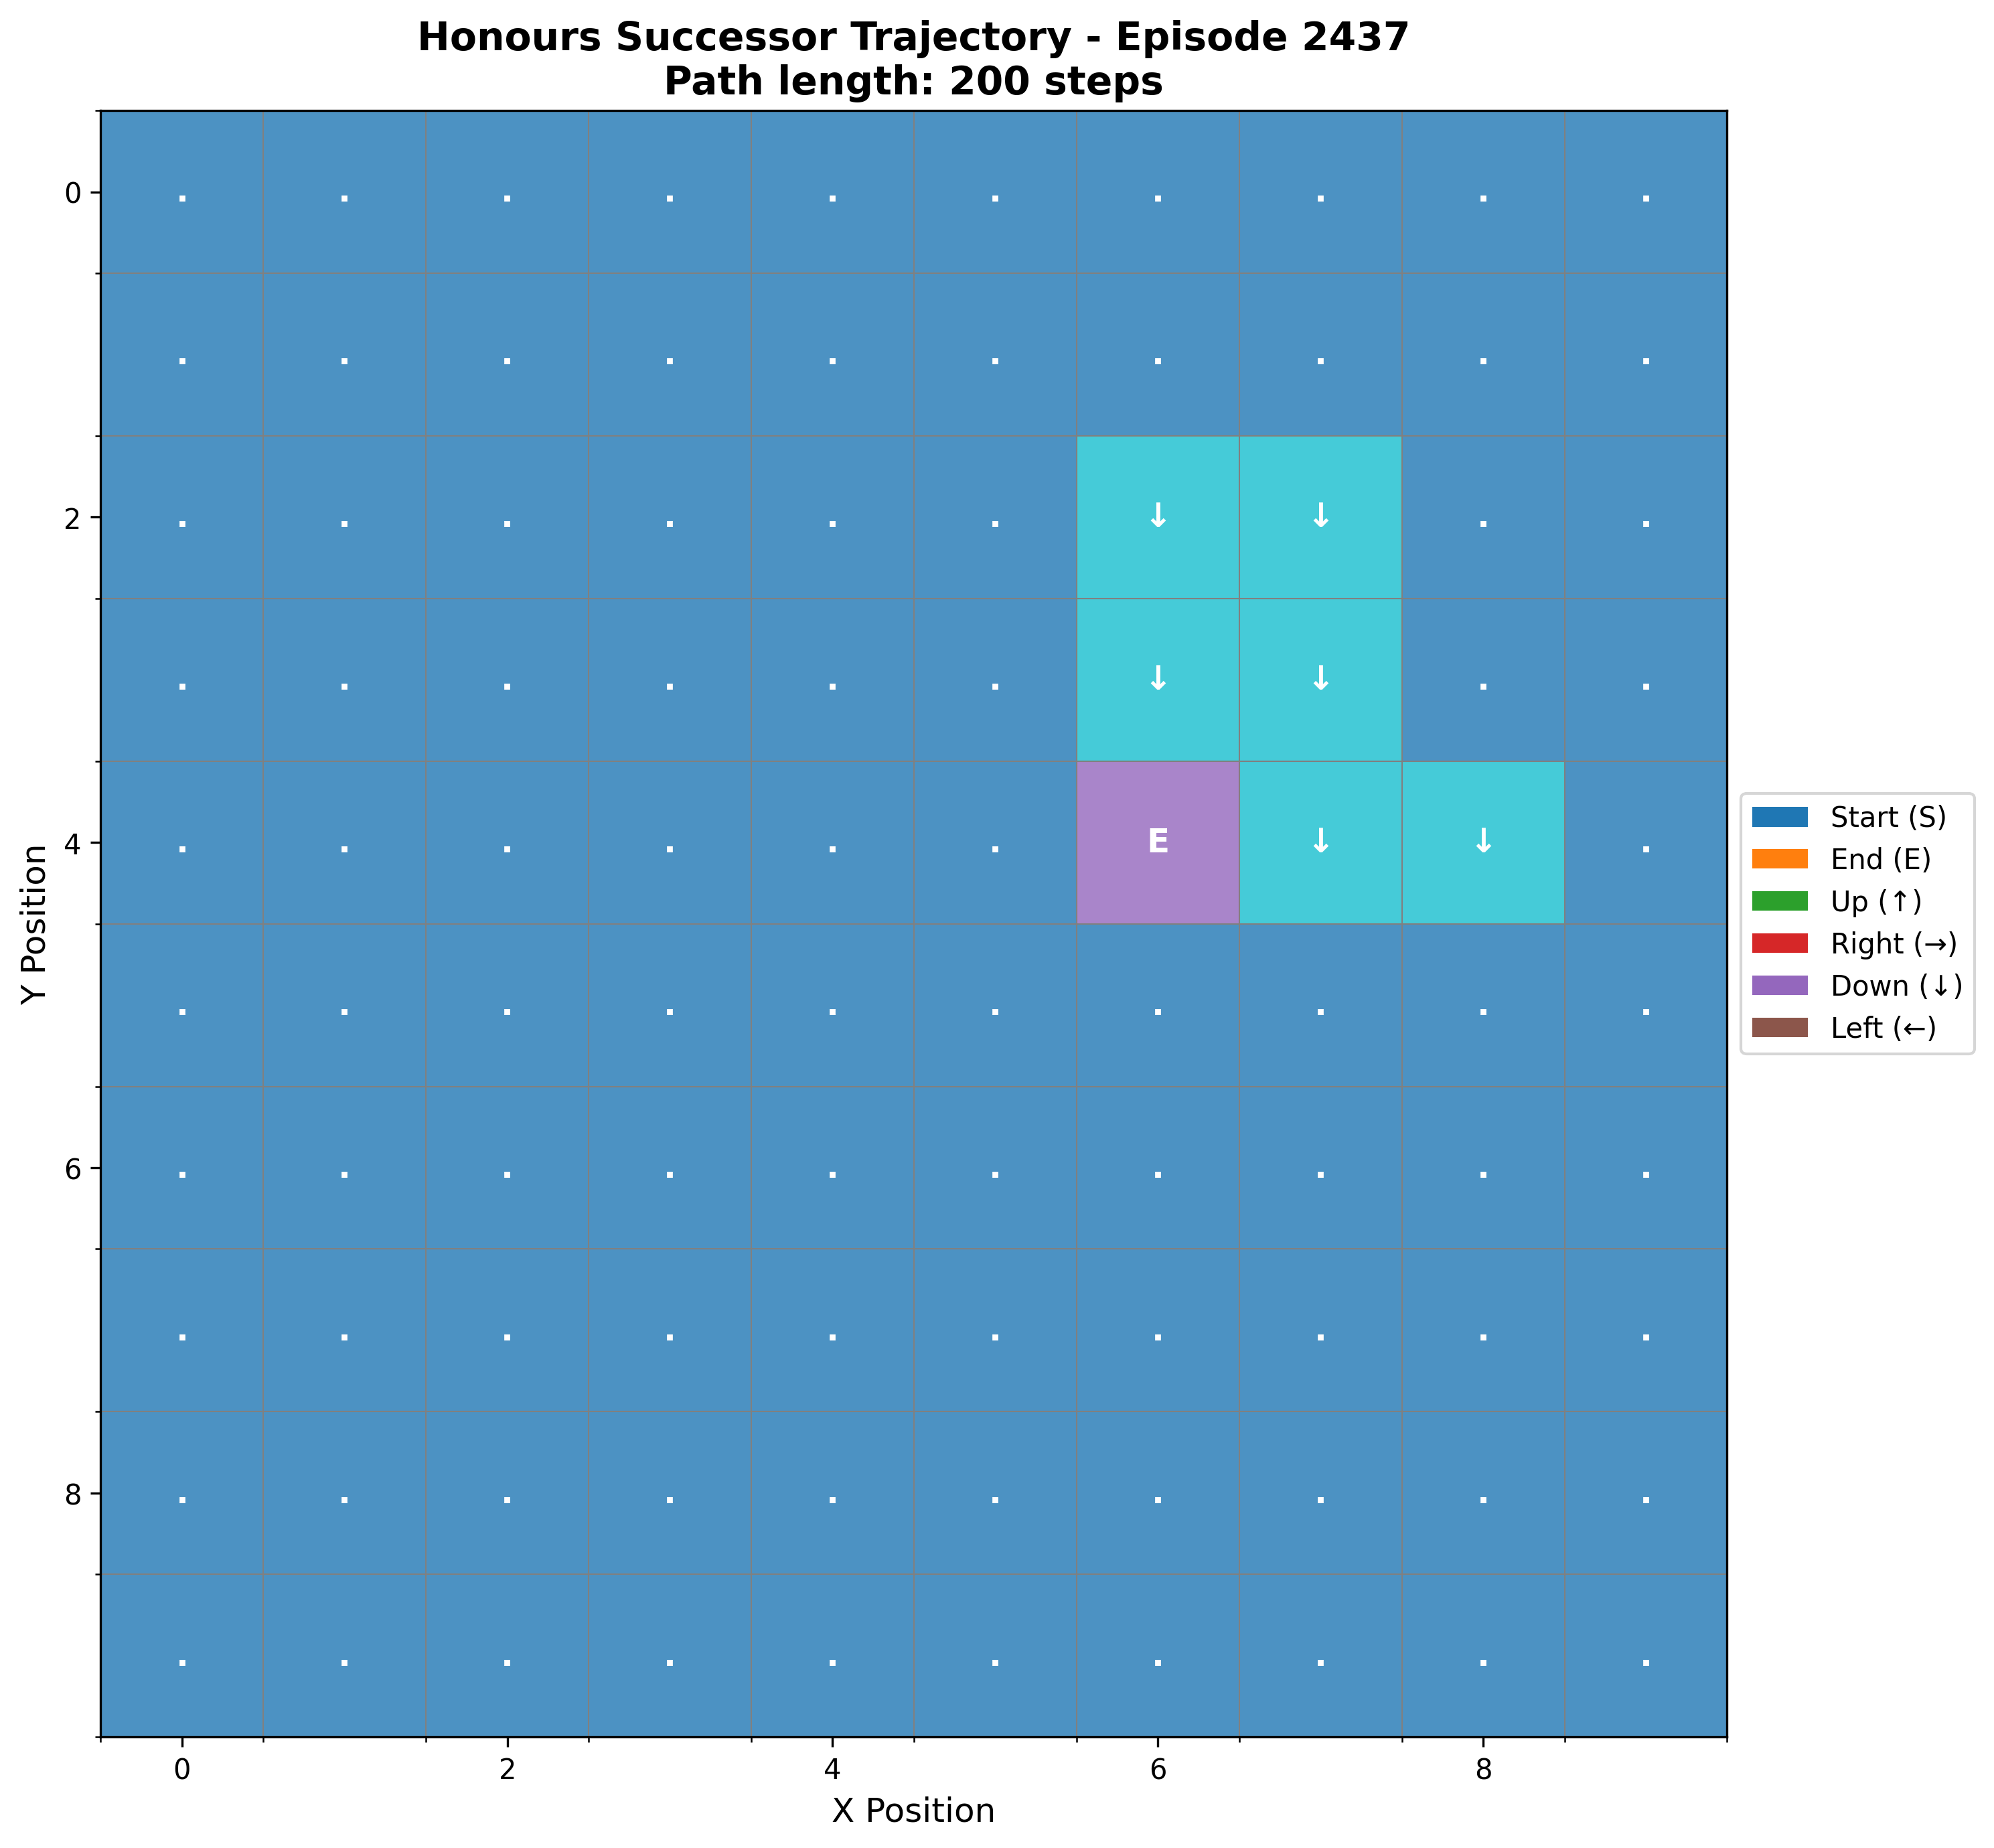 Honours Successor Trajectory - Episode 2437
Path length: 200 steps
0
2
↓ ↓
↓ ↓
4
E ↓ ↓
6
8
0 2 4 6 8
X Position
Y Position
Start (S)
End (E)
Up (↑)
Right (→)
Down (↓)
Left (←)